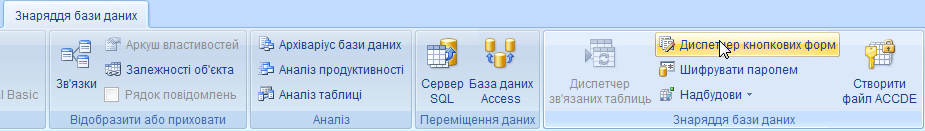 Знаряддя бази даних
l Basic
Зв'язки
Аркуш властивостей
Залежності об'єкта
Рядок повідомлень
Відобразити або приховати
Архіваріус бази даних
Аналіз продуктивності
Аналіз таблиці
Аналіз
Сервер SQL
База даних Access
Переміщення даних
Диспетчер зв'язаних таблиць
Диспетчер кнопкових форм
Шифрувати паролем
Надбудови
Створити файл ACCDE
Знаряддя бази даних